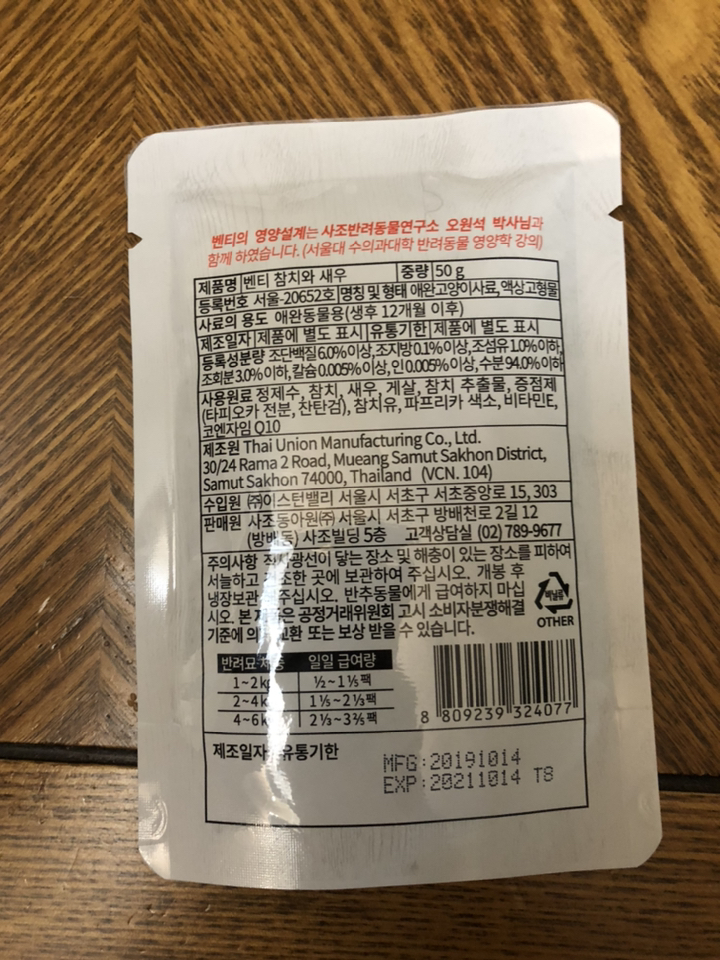 벤티의 영양설계는 사조반려동물연구소 오원석 박사님과
함께 하였습니다. (서울대 수의과대학 반려동물 영양학 강의)
제품명 벤티 참치와 새우 중량 50 g
등록번호 서울-20652호 명칭 및 형태 애완고양이사료, 액상고형물
사료의 용도 애완동물용(생후 12개월 이후)
제조일자 제품에 별도 표시 유통기한 제품에 별도 표시
등록성분량 조단백질6.0%이상, 조지방0.1%이상, 조섬유1.0%이하,
조회분3.0%이하, 칼슘0.005%이상, 인0.005%이상, 수분94.0%이하
사용원료 정제수, 참치, 새우, 게살, 참치 추출물, 증점제
(타피오카 전분, 잔탄검), 참치유, 파프리카 색소, 비타민E,
코엔자임 Q10
제조원 Thai Union Manufacturing Co., Ltd.
30/24 Rama 2 Road, Mueang Samut Sakhon District,
Samut Sakhon 74000, Thailand (VCN. 104)
수입원 ㈜이스턴밸리 서울시 서초구 서초중앙로 15, 303
판매원 사조동아원㈜ 서울시 서초구 방배천로 2길 12
(방배동) 사조빌딩 5층 고객상담실 (02) 789-9677
주의사항 직사광선이 닿는 장소 및 해충이 있는 장소를 피하여
서늘하고 건조한 곳에 보관하여 주십시오. 개봉 후
냉장보관 주십시오. 반추동물에게 급여하지 마십
시오. 본 제품은 공정거래위원회 고시 소비자분쟁해결
기준에 의해 교환 또는 보상 받을 수 있습니다.
비닐류
OTHER
반려묘 체중 일일 급여량
1~2kg ½~1⅕팩
2~4kg 1⅕~2⅓팩
4~6kg 2⅓~3⅖팩
8 809239 324077
제조일자 유통기한
MFG:20191014
EXP:20211014 T8